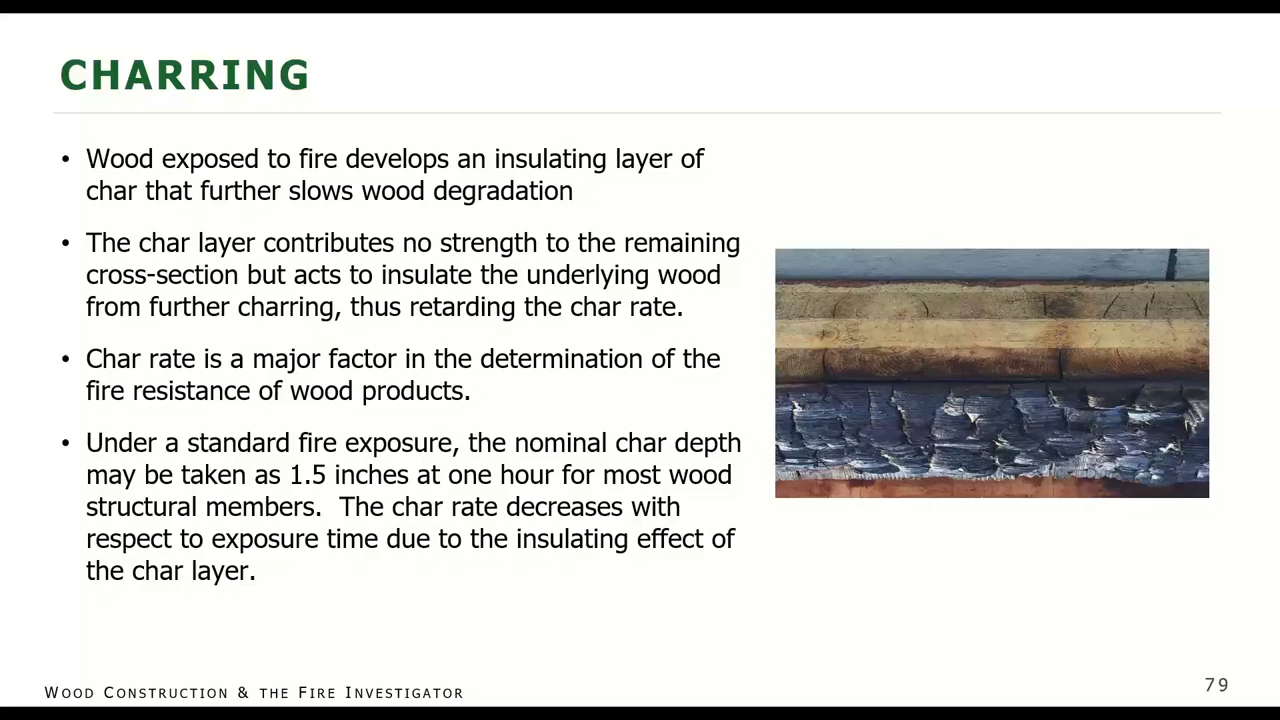 CHARRING
• Wood exposed to fire develops an insulating layer of
char that further slows wood degradation
• The char layer contributes no strength to the remaining
cross-section but acts to insulate the underlying wood
from further charring, thus retarding the char rate.
• Char rate is a major factor in the determination of the
fire resistance of wood products.
• Under a standard fire exposure, the nominal char depth
may be taken as 1.5 inches at one hour for most wood
structural members.  The char rate decreases with
respect to exposure time due to the insulating effect of
the char layer.
WOOD CONSTRUCTION & THE FIRE INVESTIGATOR
79